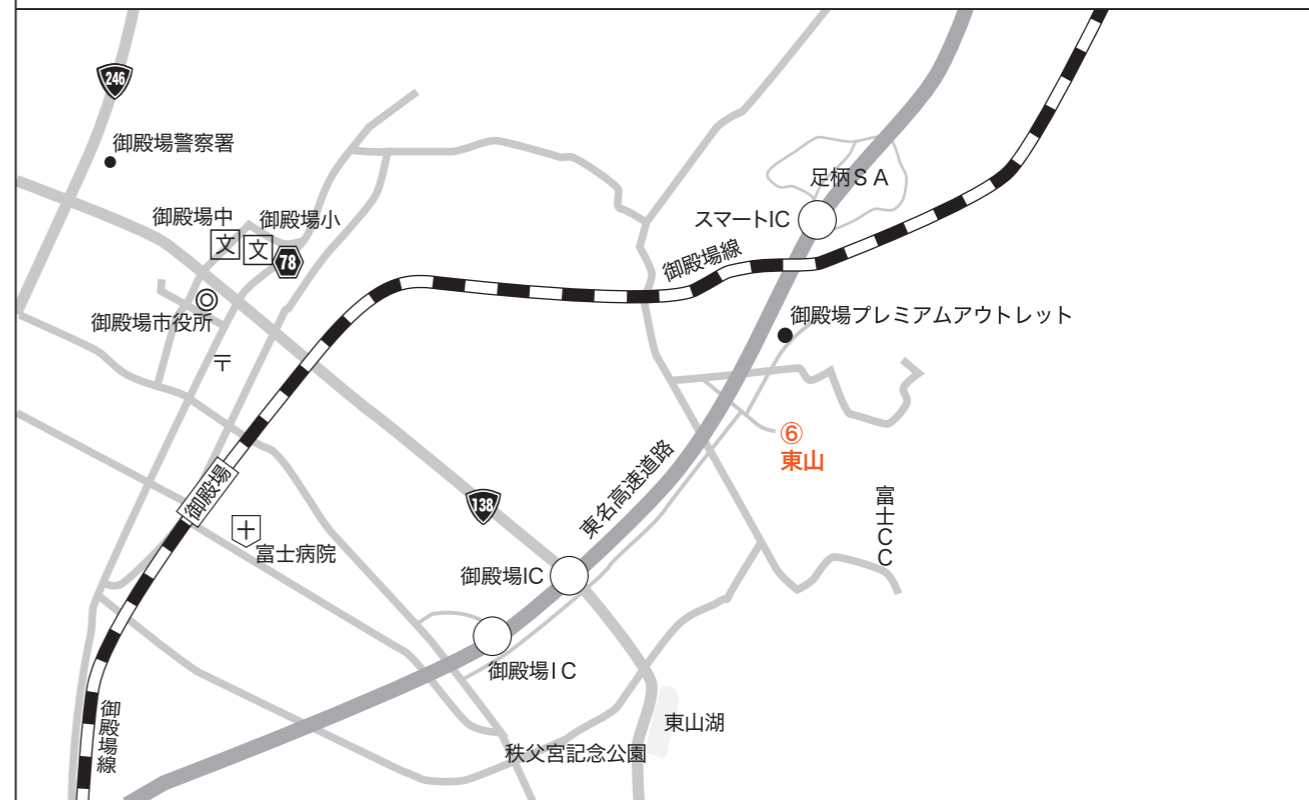 246
御殿場警察署
御殿場中
御殿場小
文
文
78
御殿場市役所
〒
足柄ＳＡ
スマートIC
御殿場線
御殿場プレミアムアウトレット
⑥
東山
東名高速道路
富士ＣＣ
138
御殿場
富士病院
御殿場IC
御殿場ＩＣ
御殿場線
東山湖
秩父宮記念公園